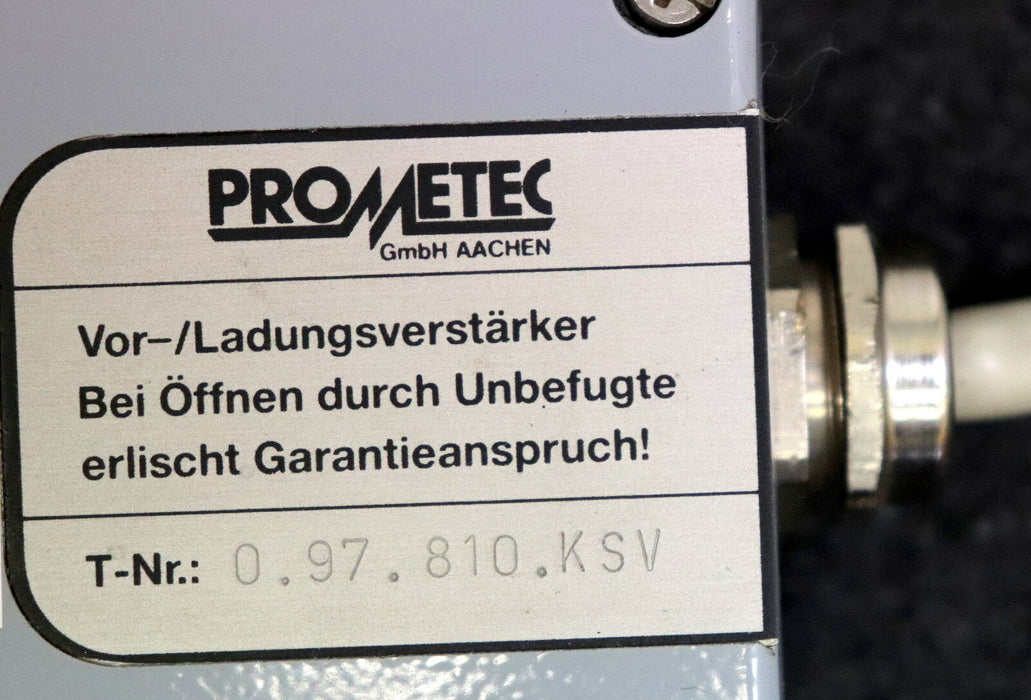 PROMETEC
GmbH AACHEN
Vor-/Ladungsverstärker
Bei Öffnen durch Unbefugte
erlischt Garantieanspruch!
T-Nr.: 0.97.810.KSV